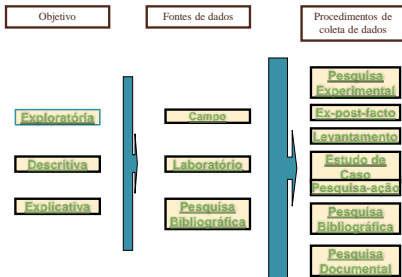 Objetivo
Fontes de dados
Procedimentos de
coleta de dados
Exploratória
Descritiva
Explicativa
Campo
Laboratório
Pesquisa
Bibliográfica
Pesquisa
Experimental
Ex-post-facto
Levantamento
Estudo de
Caso
Pesquisa-ação
Pesquisa
Bibliográfica
Pesquisa
Documental